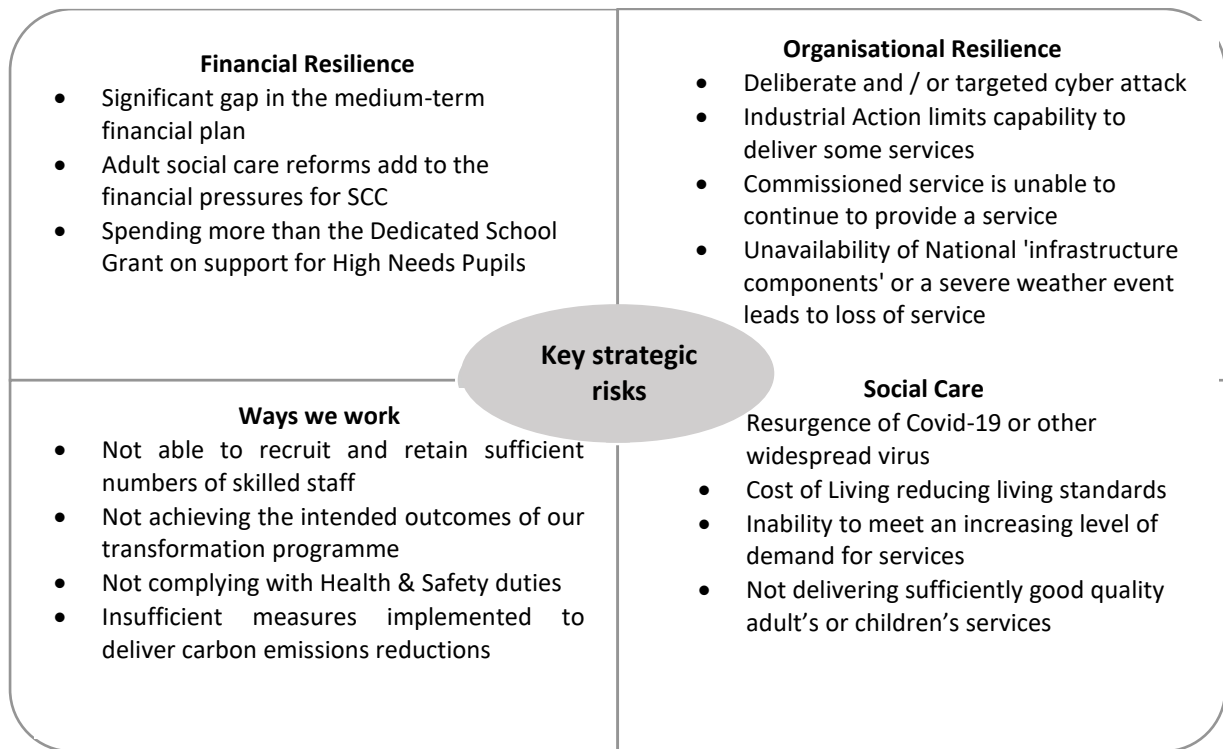 Financial Resilience
• Significant gap in the medium-term
financial plan
• Adult social care reforms add to the
financial pressures for SCC
• Spending more than the Dedicated School
Grant on support for High Needs Pupils
Organisational Resilience
• Deliberate and / or targeted cyber attack
• Industrial Action limits capability to
deliver some services
• Commissioned service is unable to
continue to provide a service
• Unavailability of National 'infrastructure
components' or a severe weather event
leads to loss of service
Key strategic
risks
Ways we work
• Not able to recruit and retain sufficient
numbers of skilled staff
• Not achieving the intended outcomes of our
transformation programme
• Not complying with Health & Safety duties
• Insufficient measures implemented to
deliver carbon emissions reductions
Social Care
Resurgence of Covid-19 or other
widespread virus
• Cost of Living reducing living standards
• Inability to meet an increasing level of
demand for services
• Not delivering sufficiently good quality
adult’s or children’s services